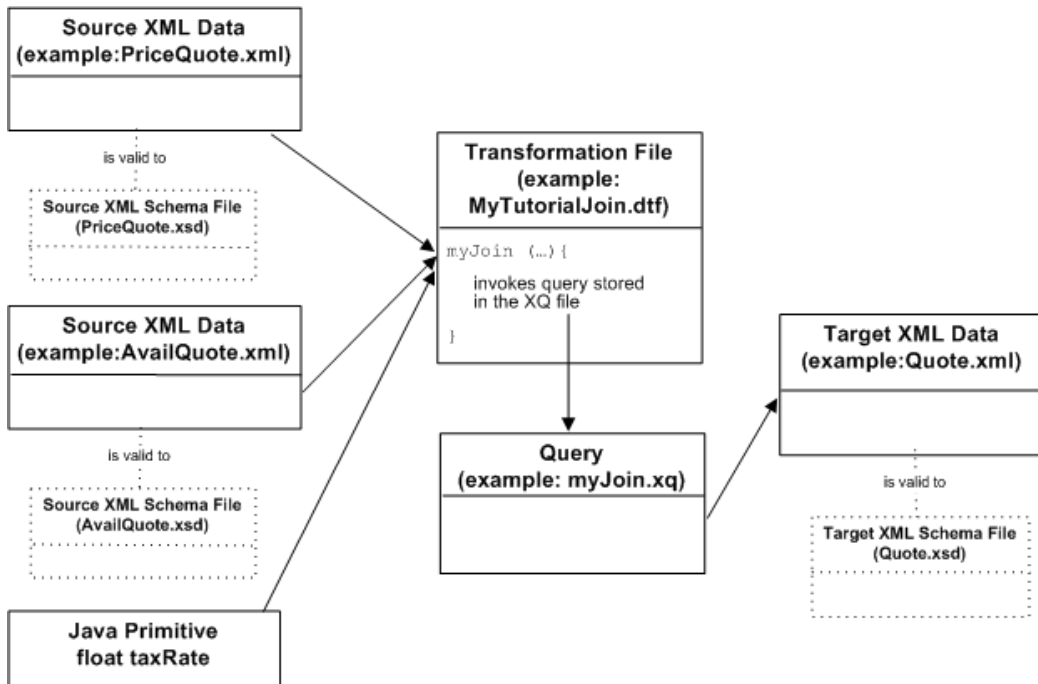 Source XML Data
(example:PriceQuote.xml)
is valid to
Source XML Schema File
(PriceQuote.xsd)
Source XML Data
(example:AvailQuote.xml)
is valid to
Source XML Schema File
(AvailQuote.xsd)
Java Primitive
float taxRate
Transformation File
(example:
MyTutorialJoin.dtf)
myJoin (…){
invokes query stored
in the XQ file
}
Query
(example: myJoin.xq)
Target XML Data
(example:Quote.xml)
is valid to
Target XML Schema File
(Quote.xsd)